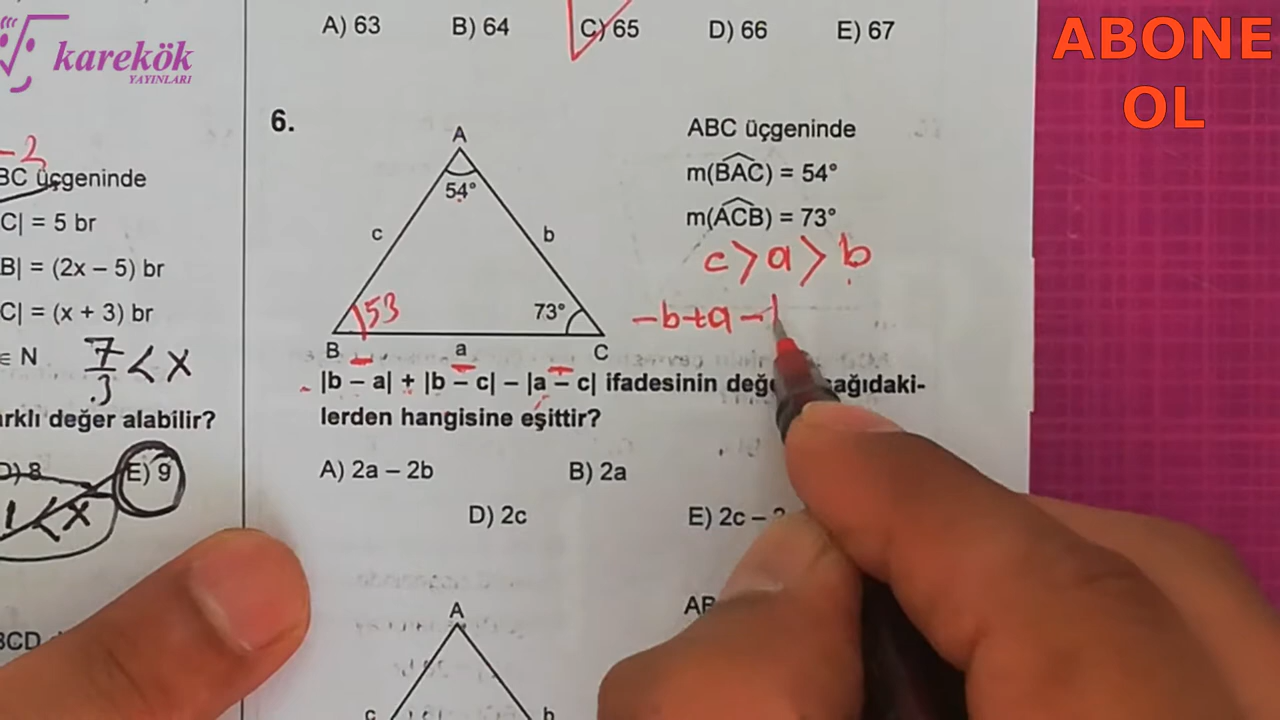 ABONE
OL
karekök
YAYINLARI
A) 63 B) 64 C) 65 D) 66 E) 67
-2
BC üçgeninde
C| = 5 br
B| = (2x – 5) br
C| = (x + 3) br
∈ N
7/3 < x
arklı değer alabilir?
D) 8 E) 9
1 < x
BCD
6.
A
54°
c
b
53
73°
B
a
C
ABC üçgeninde
m(BAC) = 54°
m(ACB) = 73°
c > a > b
-b+a-
|b – a| + |b – c| – |a – c| ifadesinin değe
lerden hangisine eşittir?
A) 2a – 2b B) 2a
D) 2c E) 2c –
A
c
b